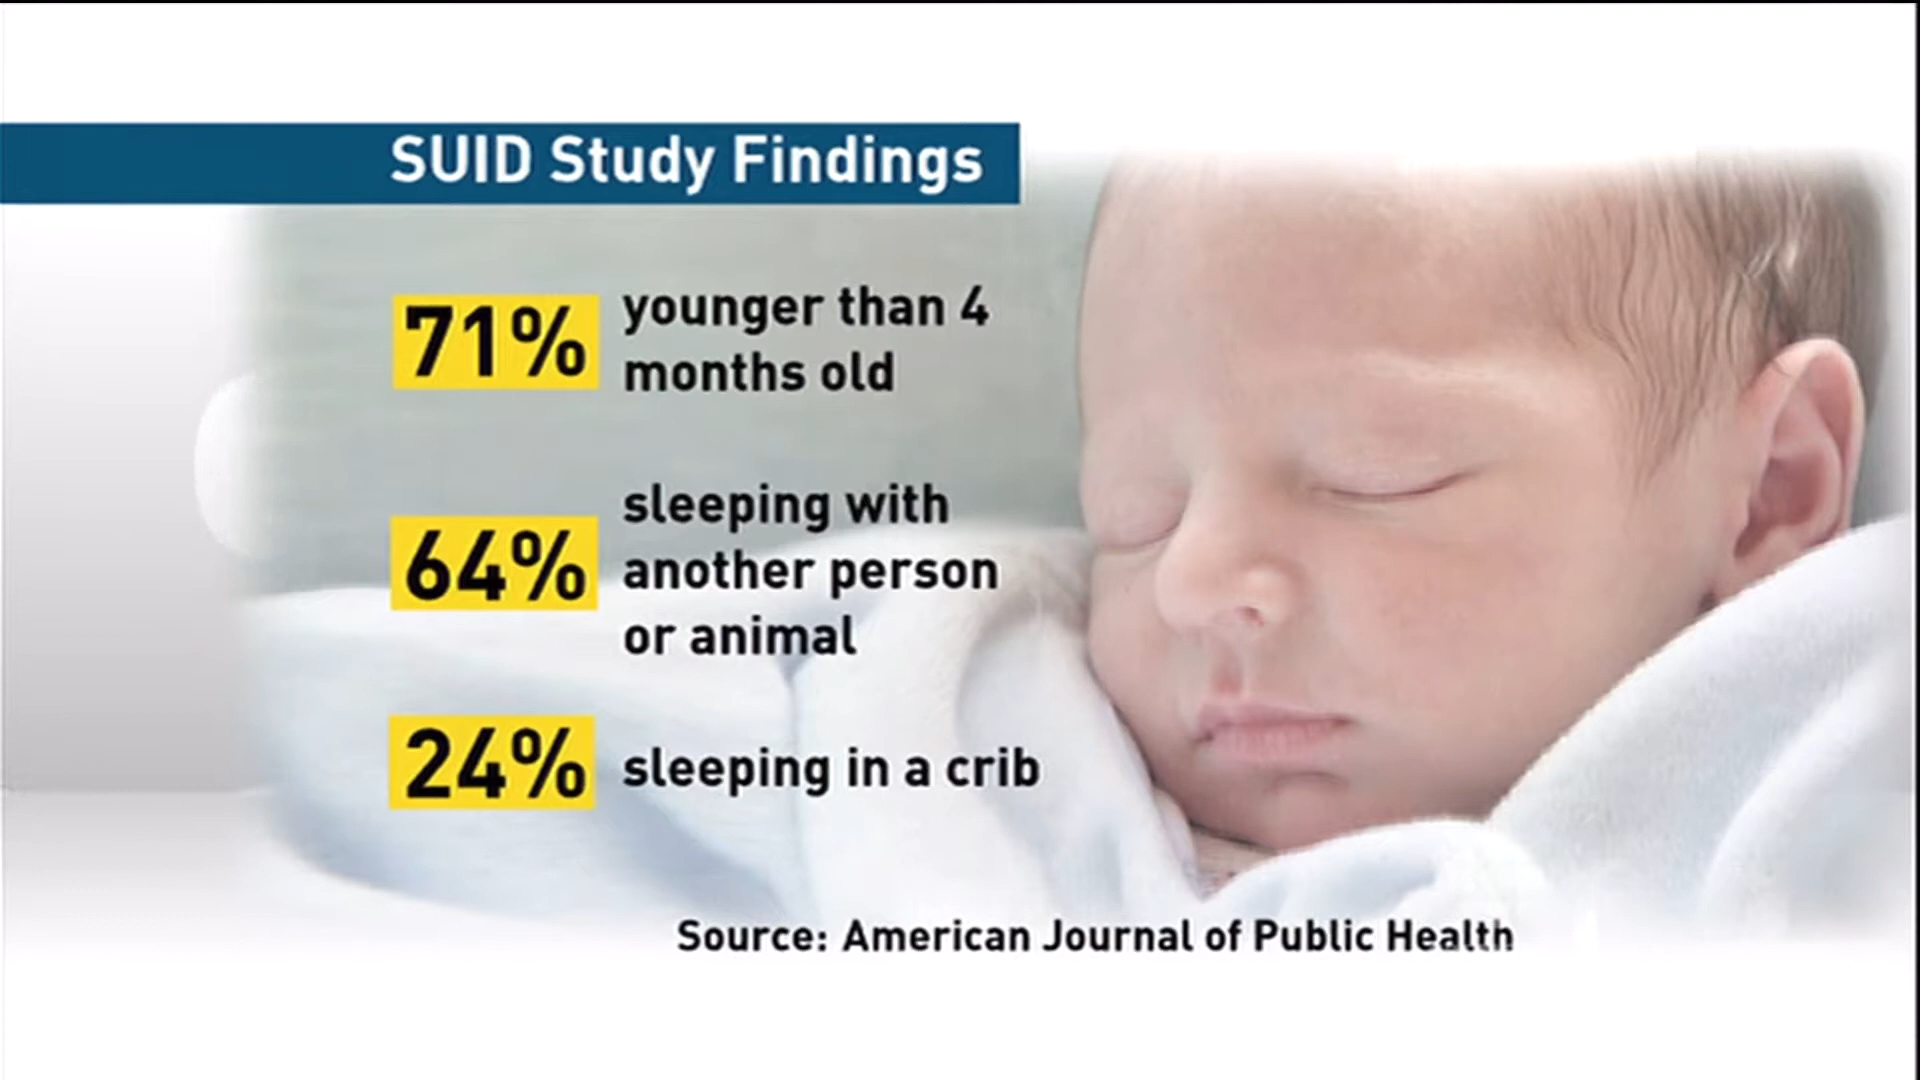 SUID Study Findings
71%
younger than 4
months old
64%
sleeping with
another person
or animal
24%
sleeping in a crib
Source: American Journal of Public Health